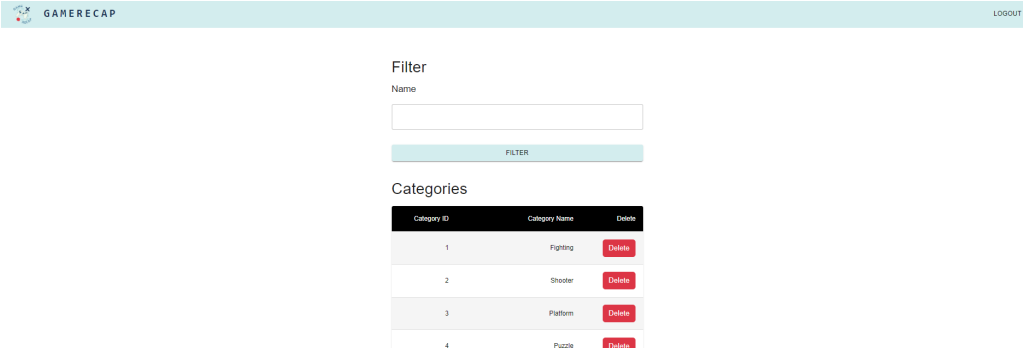 GAMERECAP
LOGOUT
Filter
Name
FILTER
Categories
Category ID Category Name Delete
1 Fighting Delete
2 Shooter Delete
3 Platform Delete
4 Puzzle Delete